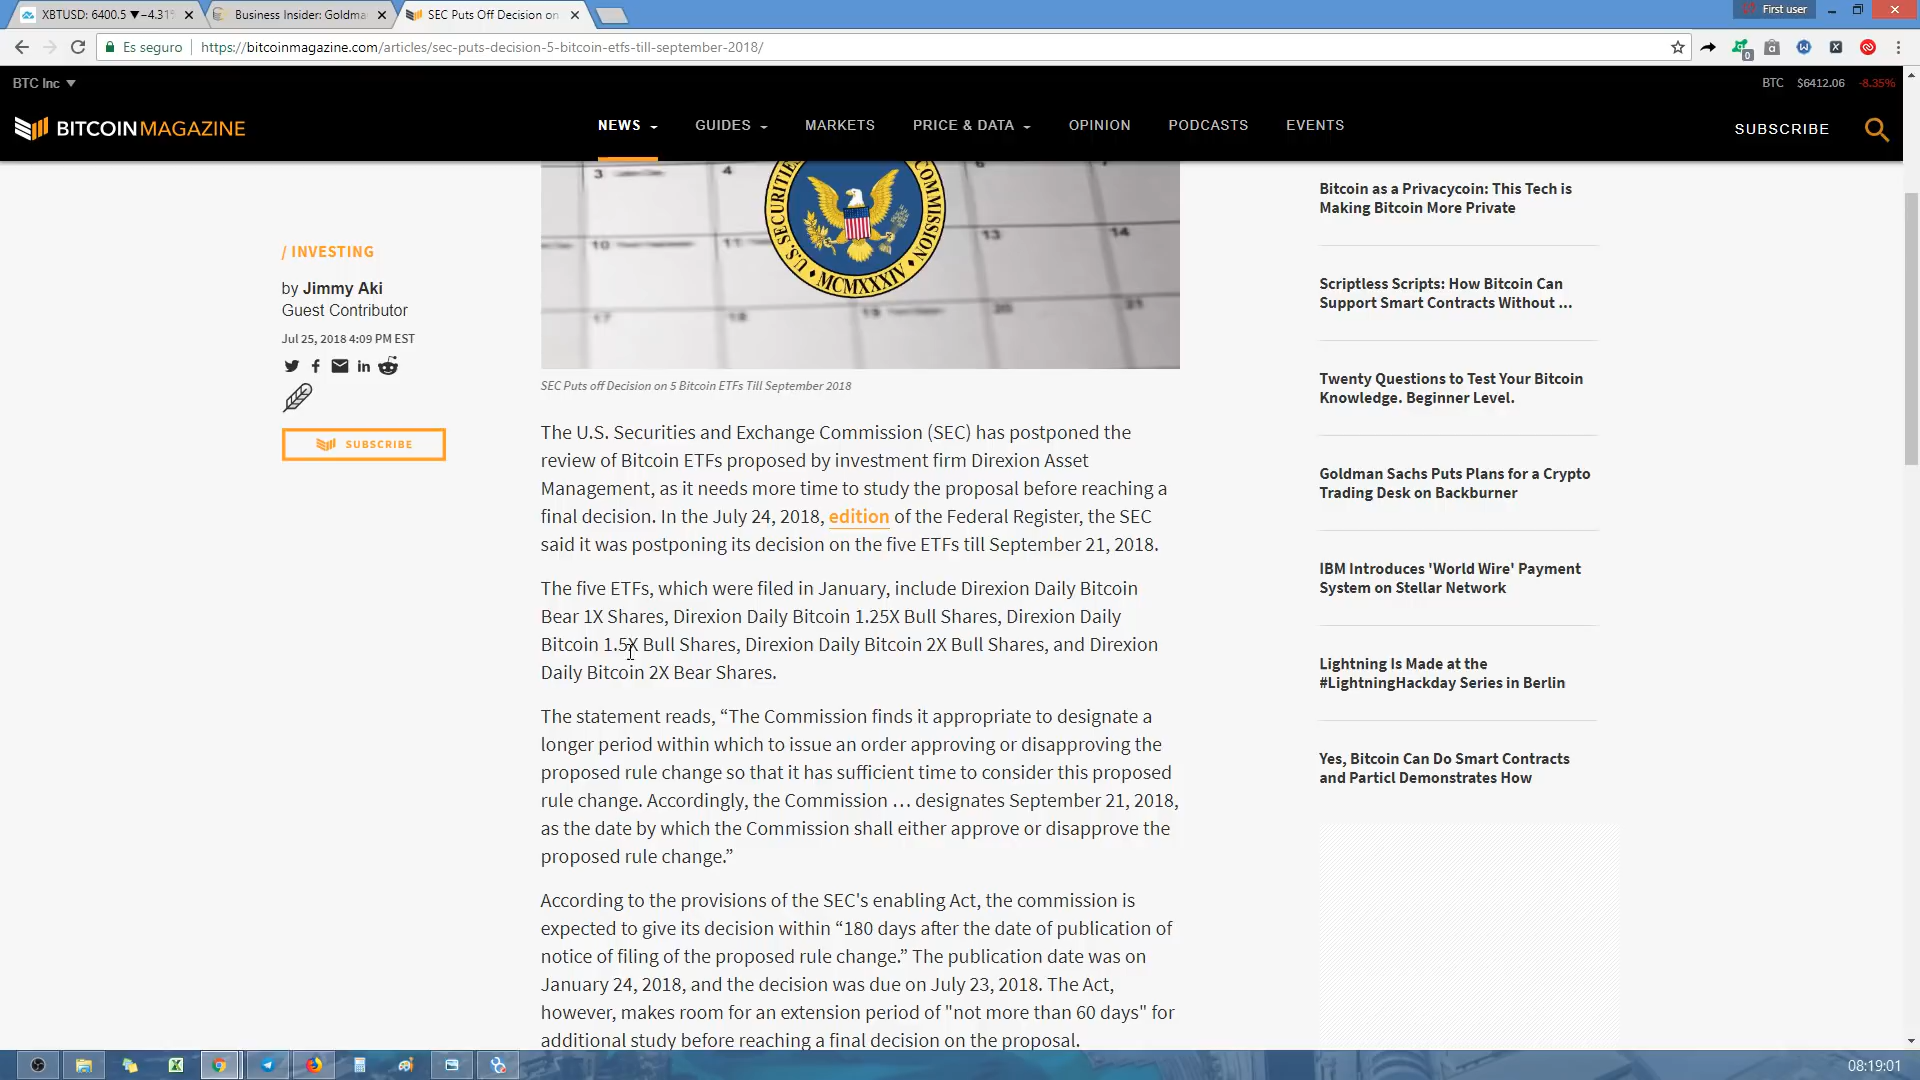 XBTUSD: 6400.5 ▼−4.31%
Business Insider: Goldma
SEC Puts Off Decision on
First user
Es seguro
https://bitcoinmagazine.com/articles/sec-puts-decision-5-bitcoin-etfs-till-september-2018/
0
BTC Inc
BTC $6412.06 -8.35%
BITCOINMAGAZINE
NEWS
GUIDES
MARKETS
PRICE & DATA
OPINION
PODCASTS
EVENTS
SUBSCRIBE
/ INVESTING
by Jimmy Aki
Guest Contributor
Jul 25, 2018 4:09 PM EST
SUBSCRIBE
3
4
6
7
10
11
13
14
17
18
19
20
21
U.S. SECURITIES
COMMISSION
MCMXXXIV
SEC Puts off Decision on 5 Bitcoin ETFs Till September 2018
The U.S. Securities and Exchange Commission (SEC) has postponed the
review of Bitcoin ETFs proposed by investment firm Direxion Asset
Management, as it needs more time to study the proposal before reaching a
final decision. In the July 24, 2018, edition of the Federal Register, the SEC
said it was postponing its decision on the five ETFs till September 21, 2018.
The five ETFs, which were filed in January, include Direxion Daily Bitcoin
Bear 1X Shares, Direxion Daily Bitcoin 1.25X Bull Shares, Direxion Daily
Bitcoin 1.5X Bull Shares, Direxion Daily Bitcoin 2X Bull Shares, and Direxion
Daily Bitcoin 2X Bear Shares.
The statement reads, “The Commission finds it appropriate to designate a
longer period within which to issue an order approving or disapproving the
proposed rule change so that it has sufficient time to consider this proposed
rule change. Accordingly, the Commission … designates September 21, 2018,
as the date by which the Commission shall either approve or disapprove the
proposed rule change.”
According to the provisions of the SEC's enabling Act, the commission is
expected to give its decision within “180 days after the date of publication of
notice of filing of the proposed rule change.” The publication date was on
January 24, 2018, and the decision was due on July 23, 2018. The Act,
however, makes room for an extension period of "not more than 60 days" for
additional study before reaching a final decision on the proposal.
Bitcoin as a Privacycoin: This Tech is
Making Bitcoin More Private
Scriptless Scripts: How Bitcoin Can
Support Smart Contracts Without ...
Twenty Questions to Test Your Bitcoin
Knowledge. Beginner Level.
Goldman Sachs Puts Plans for a Crypto
Trading Desk on Backburner
IBM Introduces 'World Wire' Payment
System on Stellar Network
Lightning Is Made at the
#LightningHackday Series in Berlin
Yes, Bitcoin Can Do Smart Contracts
and Particl Demonstrates How
08:19:01